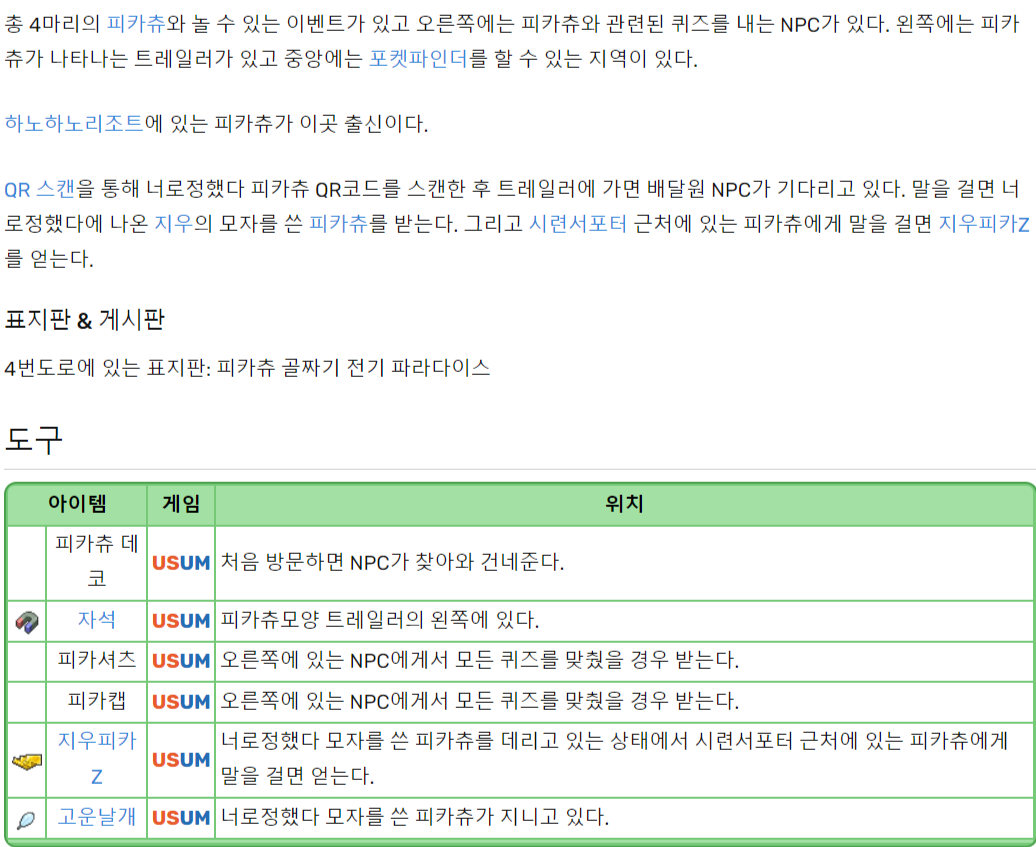 총 4마리의 피카츄와 놀 수 있는 이벤트가 있고 오른쪽에는 피카츄와 관련된 퀴즈를 내는 NPC가 있다. 왼쪽에는 피카
츄가 나타나는 트레일러가 있고 중앙에는 포켓파인더를 할 수 있는 지역이 있다.
하노하노리조트에 있는 피카츄가 이곳 출신이다.
QR 스캔을 통해 너로정했다 피카츄 QR코드를 스캔한 후 트레일러에 가면 배달원 NPC가 기다리고 있다. 말을 걸면 너
로정했다에 나온 지우의 모자를 쓴 피카츄를 받는다. 그리고 시련서포터 근처에 있는 피카츄에게 말을 걸면 지우피카Z
를 얻는다.
표지판 & 게시판
4번도로에 있는 표지판: 피카츄 골짜기 전기 파라다이스
도구
아이템 게임 위치
피카츄 데
코 USUM 처음 방문하면 NPC가 찾아와 건네준다.
자석 USUM 피카츄모양 트레일러의 왼쪽에 있다.
피카셔츠 USUM 오른쪽에 있는 NPC에게서 모든 퀴즈를 맞췄을 경우 받는다.
피카캡 USUM 오른쪽에 있는 NPC에게서 모든 퀴즈를 맞췄을 경우 받는다.
지우피카
Z USUM 너로정했다 모자를 쓴 피카츄를 데리고 있는 상태에서 시련서포터 근처에 있는 피카츄에게
말을 걸면 얻는다.
고운날개 USUM 너로정했다 모자를 쓴 피카츄가 지니고 있다.